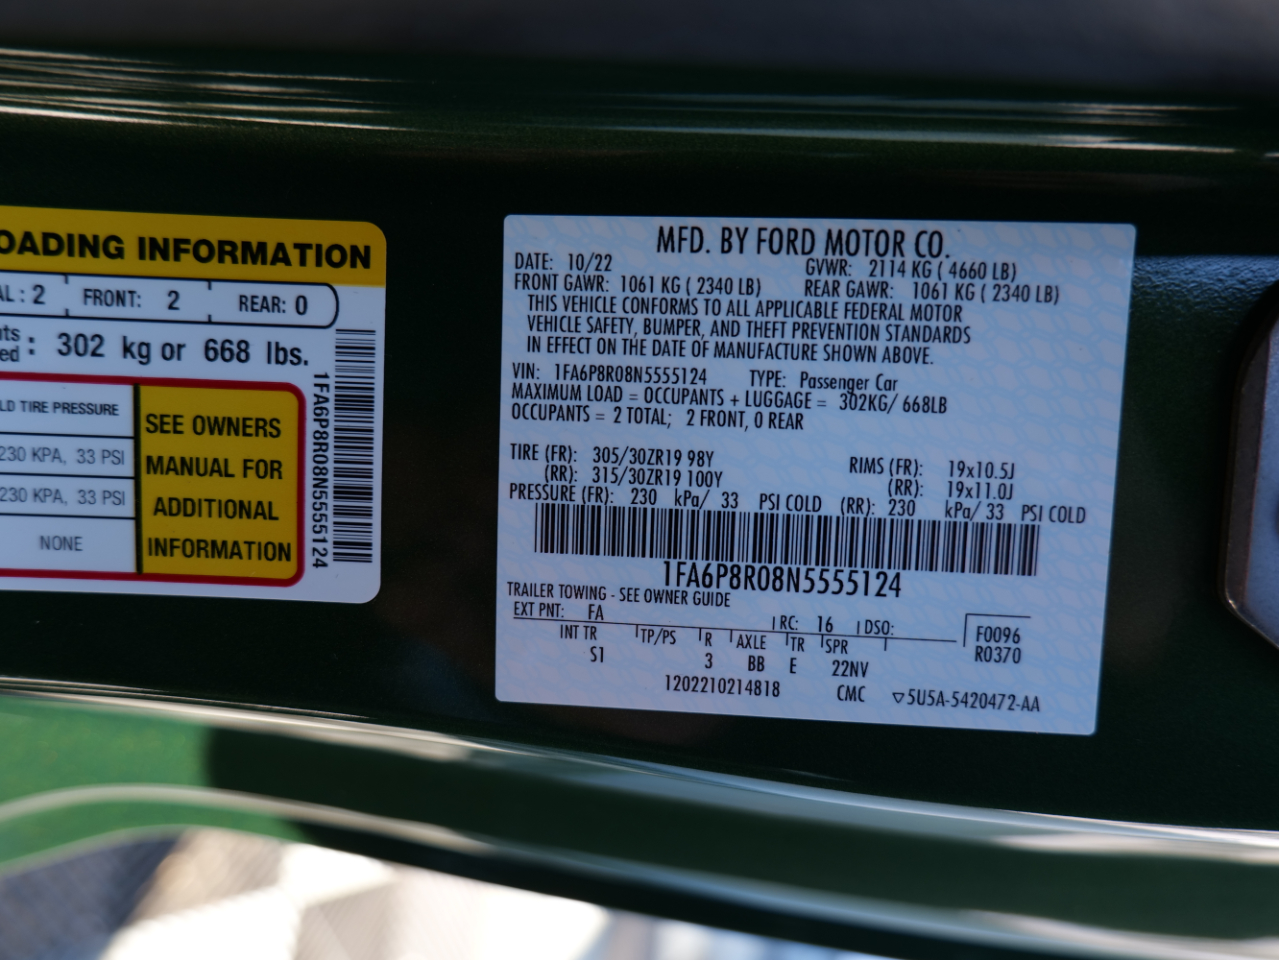 OADING INFORMATION
AL : 2 FRONT: 2 REAR: 0
nts
ed : 302 kg or 668 lbs.
LD TIRE PRESSURE
230 KPA, 33 PSI
230 KPA, 33 PSI
NONE
SEE OWNERS
MANUAL FOR
ADDITIONAL
INFORMATION
1FA6P8R08N5555124
MFD. BY FORD MOTOR CO.
DATE: 10/22 GVWR: 2114 KG ( 4660 LB)
FRONT GAWR: 1061 KG ( 2340 LB) REAR GAWR: 1061 KG ( 2340 LB)
THIS VEHICLE CONFORMS TO ALL APPLICABLE FEDERAL MOTOR
VEHICLE SAFETY, BUMPER, AND THEFT PREVENTION STANDARDS
IN EFFECT ON THE DATE OF MANUFACTURE SHOWN ABOVE.
VIN: 1FA6P8R08N5555124 TYPE: Passenger Car
MAXIMUM LOAD = OCCUPANTS + LUGGAGE = 302KG/ 668LB
OCCUPANTS = 2 TOTAL; 2 FRONT, 0 REAR
TIRE (FR): 305/30ZR19 98Y RIMS (FR): 19x10.5J
(RR): 315/30ZR19 100Y (RR): 19x11.0J
PRESSURE (FR): 230 kPa/ 33 PSI COLD (RR): 230 kPa/ 33 PSI COLD
1FA6P8R08N5555124
TRAILER TOWING - SEE OWNER GUIDE
EXT PNT: FA RC: 16 DSO: F0096
INT TR TP/PS R AXLE TR SPR R0370
S1 3 BB E 22NV
1202210214818 CMC ▽5U5A-5420472-AA